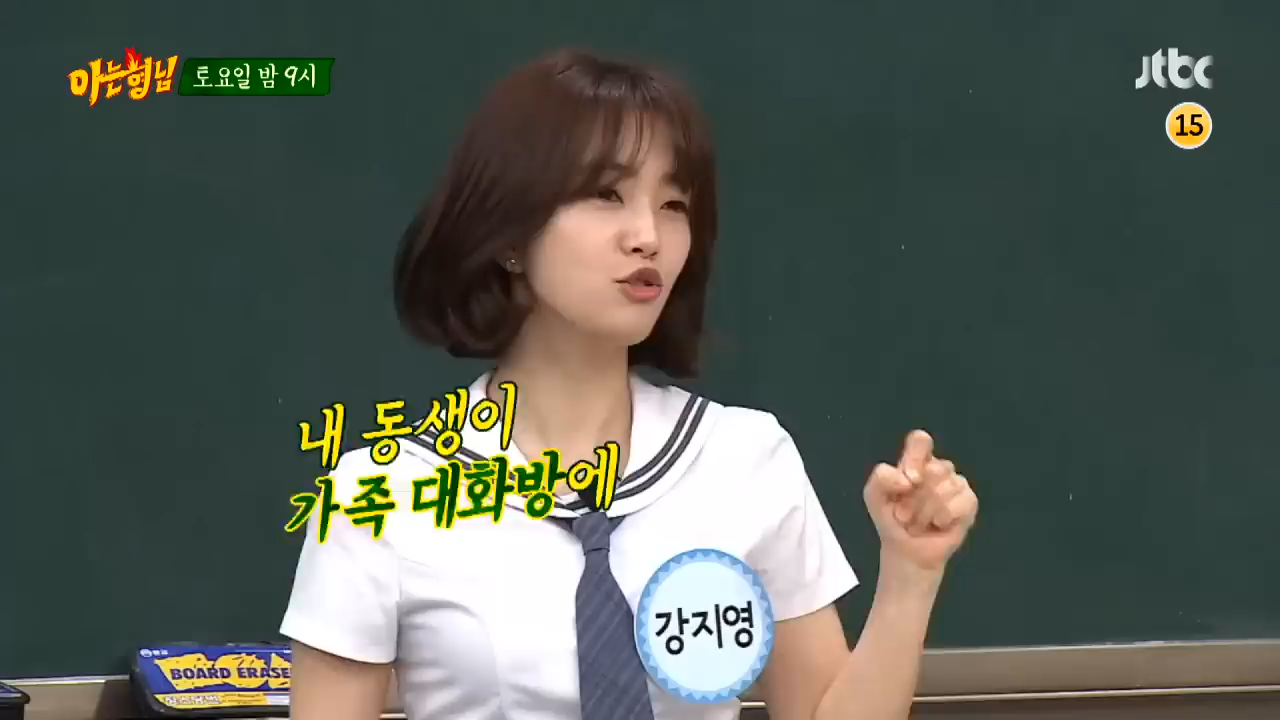 아는형님 토요일 밤 9시
jtbc
15
내 동생이
가족 대화방에
강지영
BOARD ERASE